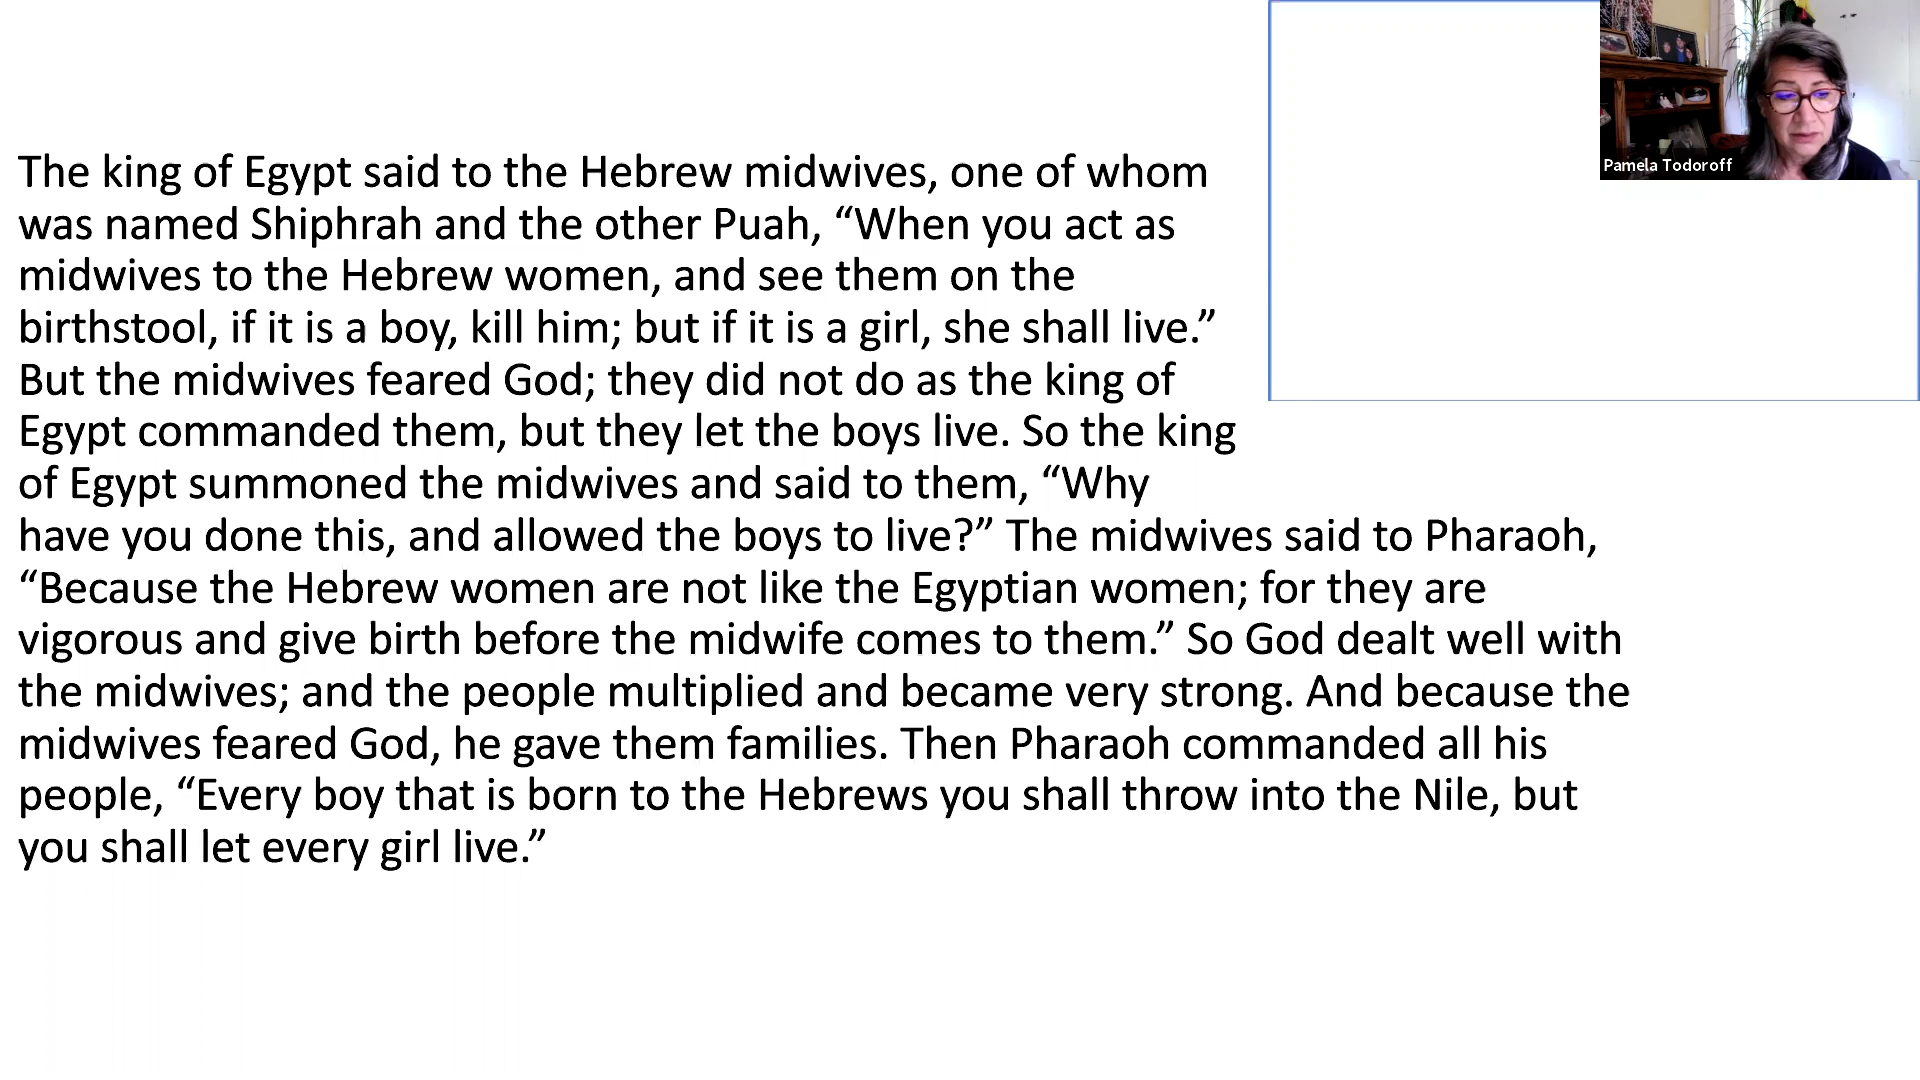 The king of Egypt said to the Hebrew midwives, one of whom
was named Shiphrah and the other Puah, “When you act as
midwives to the Hebrew women, and see them on the
birthstool, if it is a boy, kill him; but if it is a girl, she shall live.”
But the midwives feared God; they did not do as the king of
Egypt commanded them, but they let the boys live. So the king
of Egypt summoned the midwives and said to them, “Why
have you done this, and allowed the boys to live?” The midwives said to Pharaoh,
“Because the Hebrew women are not like the Egyptian women; for they are
vigorous and give birth before the midwife comes to them.” So God dealt well with
the midwives; and the people multiplied and became very strong. And because the
midwives feared God, he gave them families. Then Pharaoh commanded all his
people, “Every boy that is born to the Hebrews you shall throw into the Nile, but
you shall let every girl live.”
Pamela Todoroff